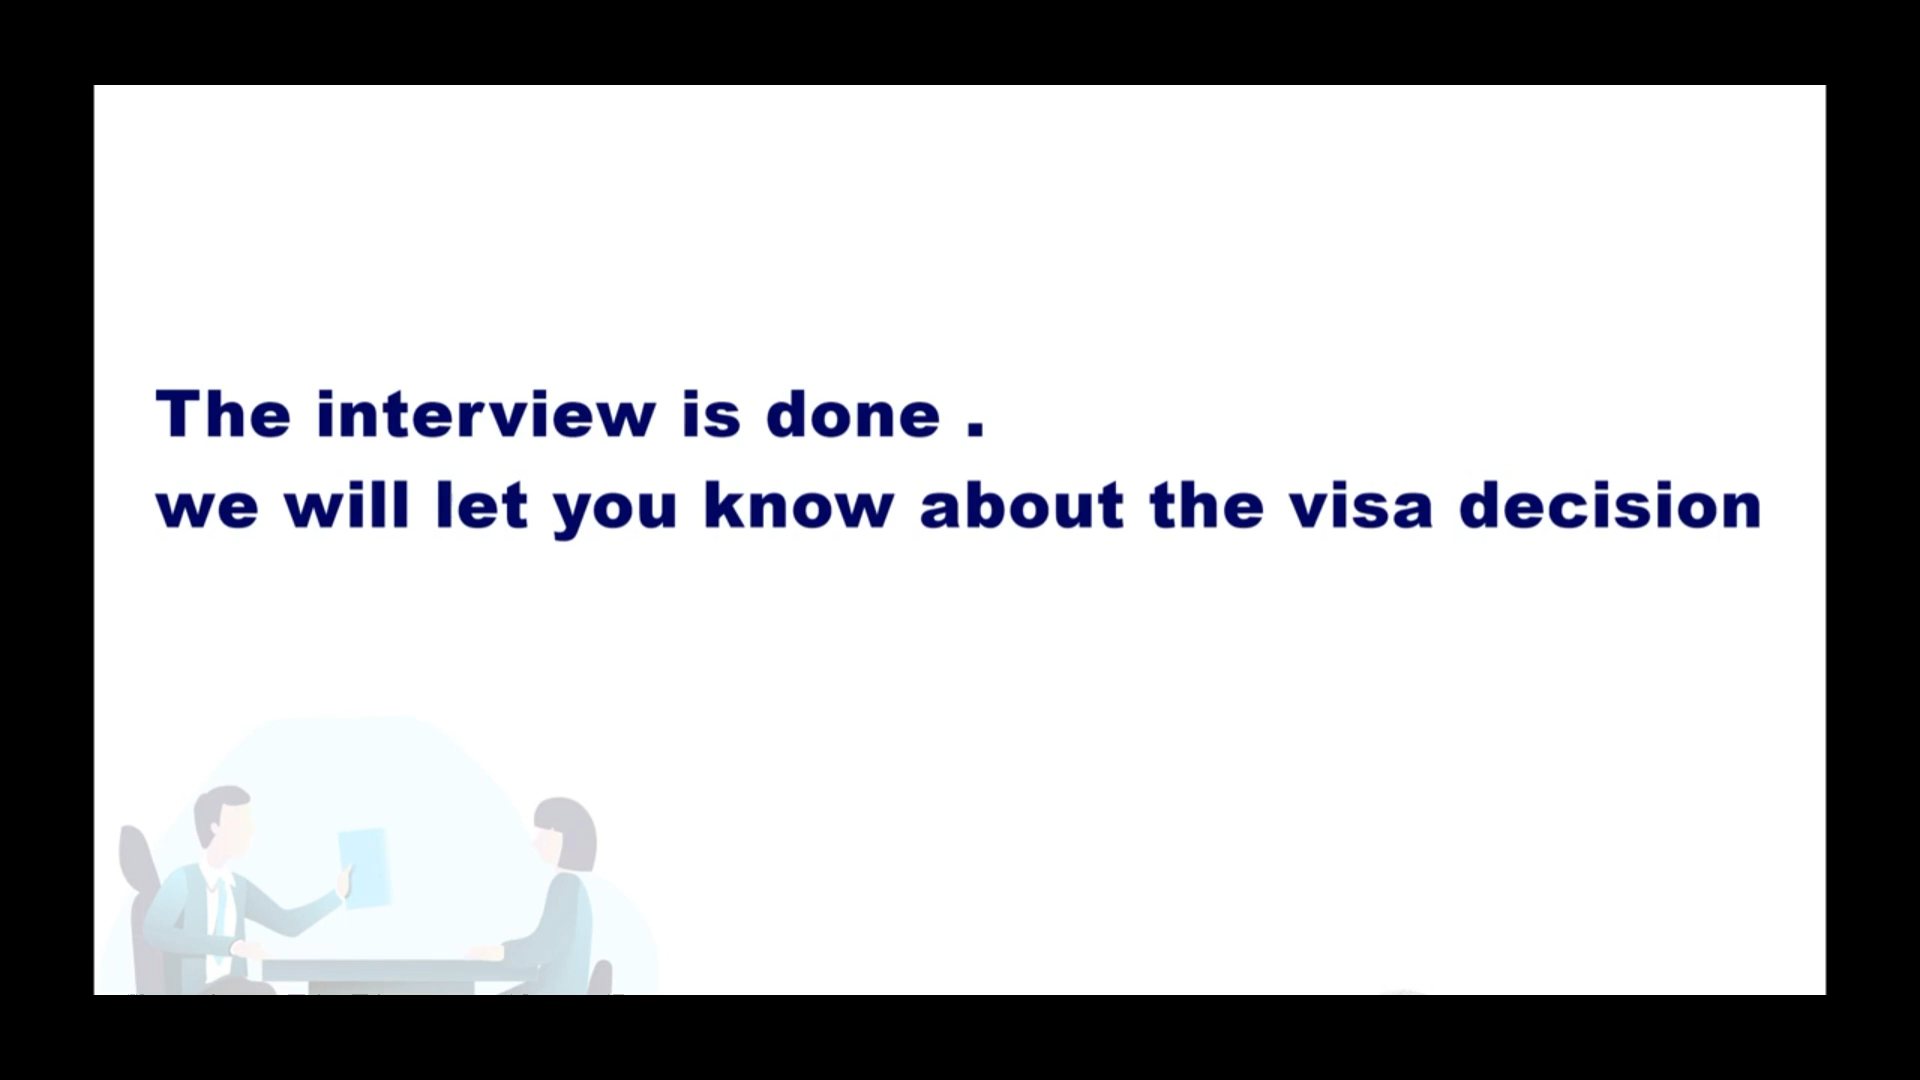 The interview is done .
we will let you know about the visa decision